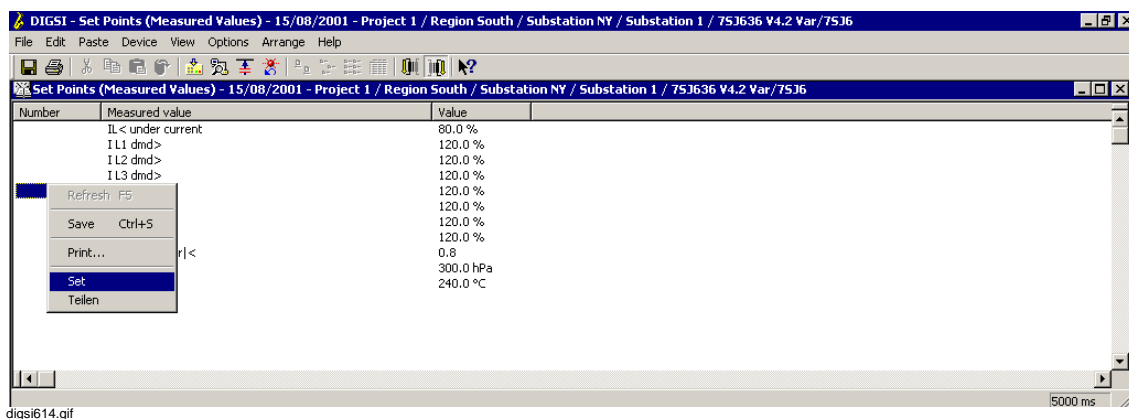 DIGSI - Set Points (Measured Values) - 15/08/2001 - Project 1 / Region South / Substation NY / Substation 1 / 7SJ636 V4.2 Var/7SJ6
File Edit Paste Device View Options Arrange Help
Set Points (Measured Values) - 15/08/2001 - Project 1 / Region South / Substation NY / Substation 1 / 7SJ636 V4.2 Var/7SJ6
Number Measured value Value
IL< under current 80.0 %
I L1 dmd> 120.0 %
I L2 dmd> 120.0 %
I L3 dmd> 120.0 %
120.0 %
120.0 %
120.0 %
120.0 %
r|< 0.8
300.0 hPa
240.0 °C
Refresh F5
Save Ctrl+S
Print...
Set
Teilen
5000 ms
digsi614.gif